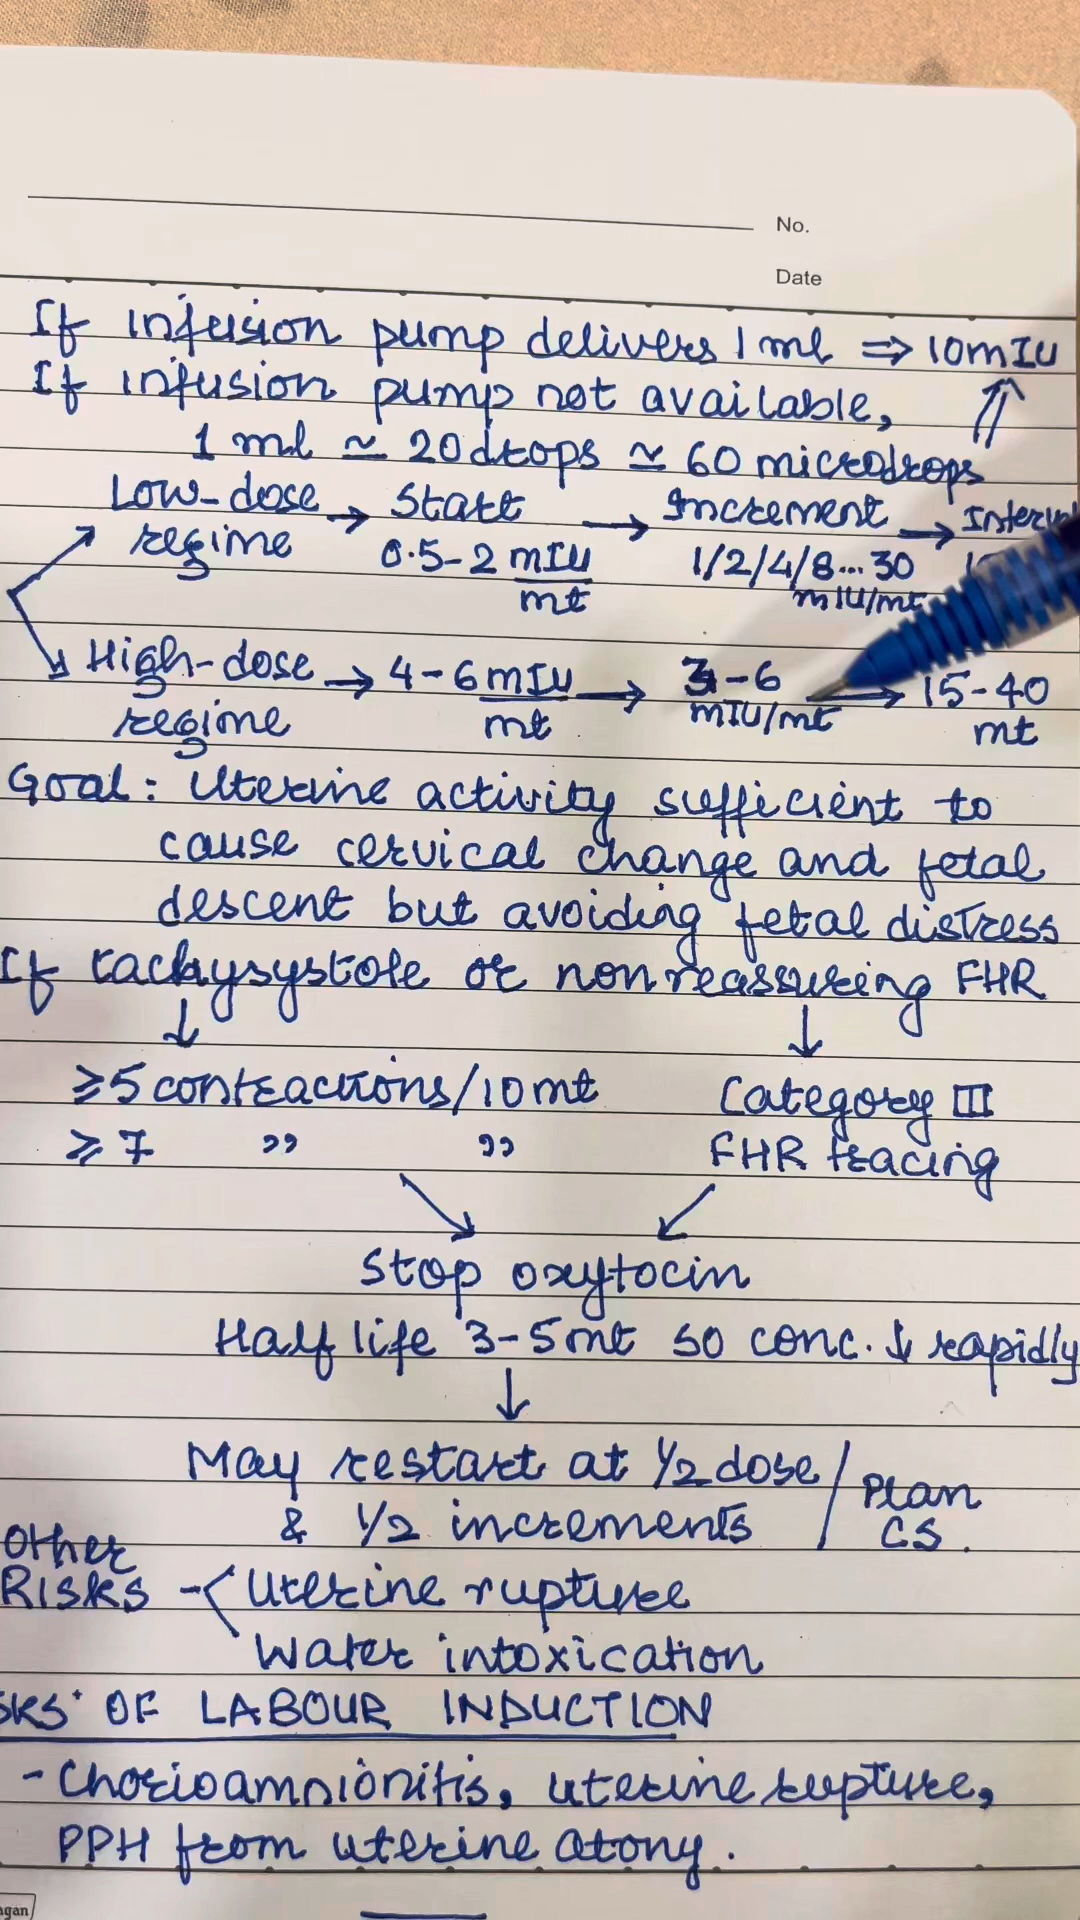 No.
Date
If infusion pump delivers 1 ml ⇒ 10mIU
If infusion pump not available,
1 ml ≃ 20 drops ≃ 60 microdrops
Low-dose regime → Start 0.5-2 mIU/mt → Increment 1/2/4/8...30 mIU/mt →
High-dose regime → 4-6 mIU/mt → 3-6 mIU/mt → 15-40 mt
Goal: Uterine activity sufficient to
cause cervical change and fetal
descent but avoiding fetal distress
If tachysystole or nonreassuring FHR
↓ ↓
≥5 contractions/10mt Category III
≥7 " " FHR tracing
Stop oxytocin
Half life 3-5mt so conc. ↓ rapidly
↓
May restart at 1/2 dose / Plan
& 1/2 increments / CS.
Other
Risks - < Uterine rupture
Water intoxication
SKS OF LABOUR INDUCTION
- Chorioamnionitis, uterine rupture,
PPH from uterine atony.